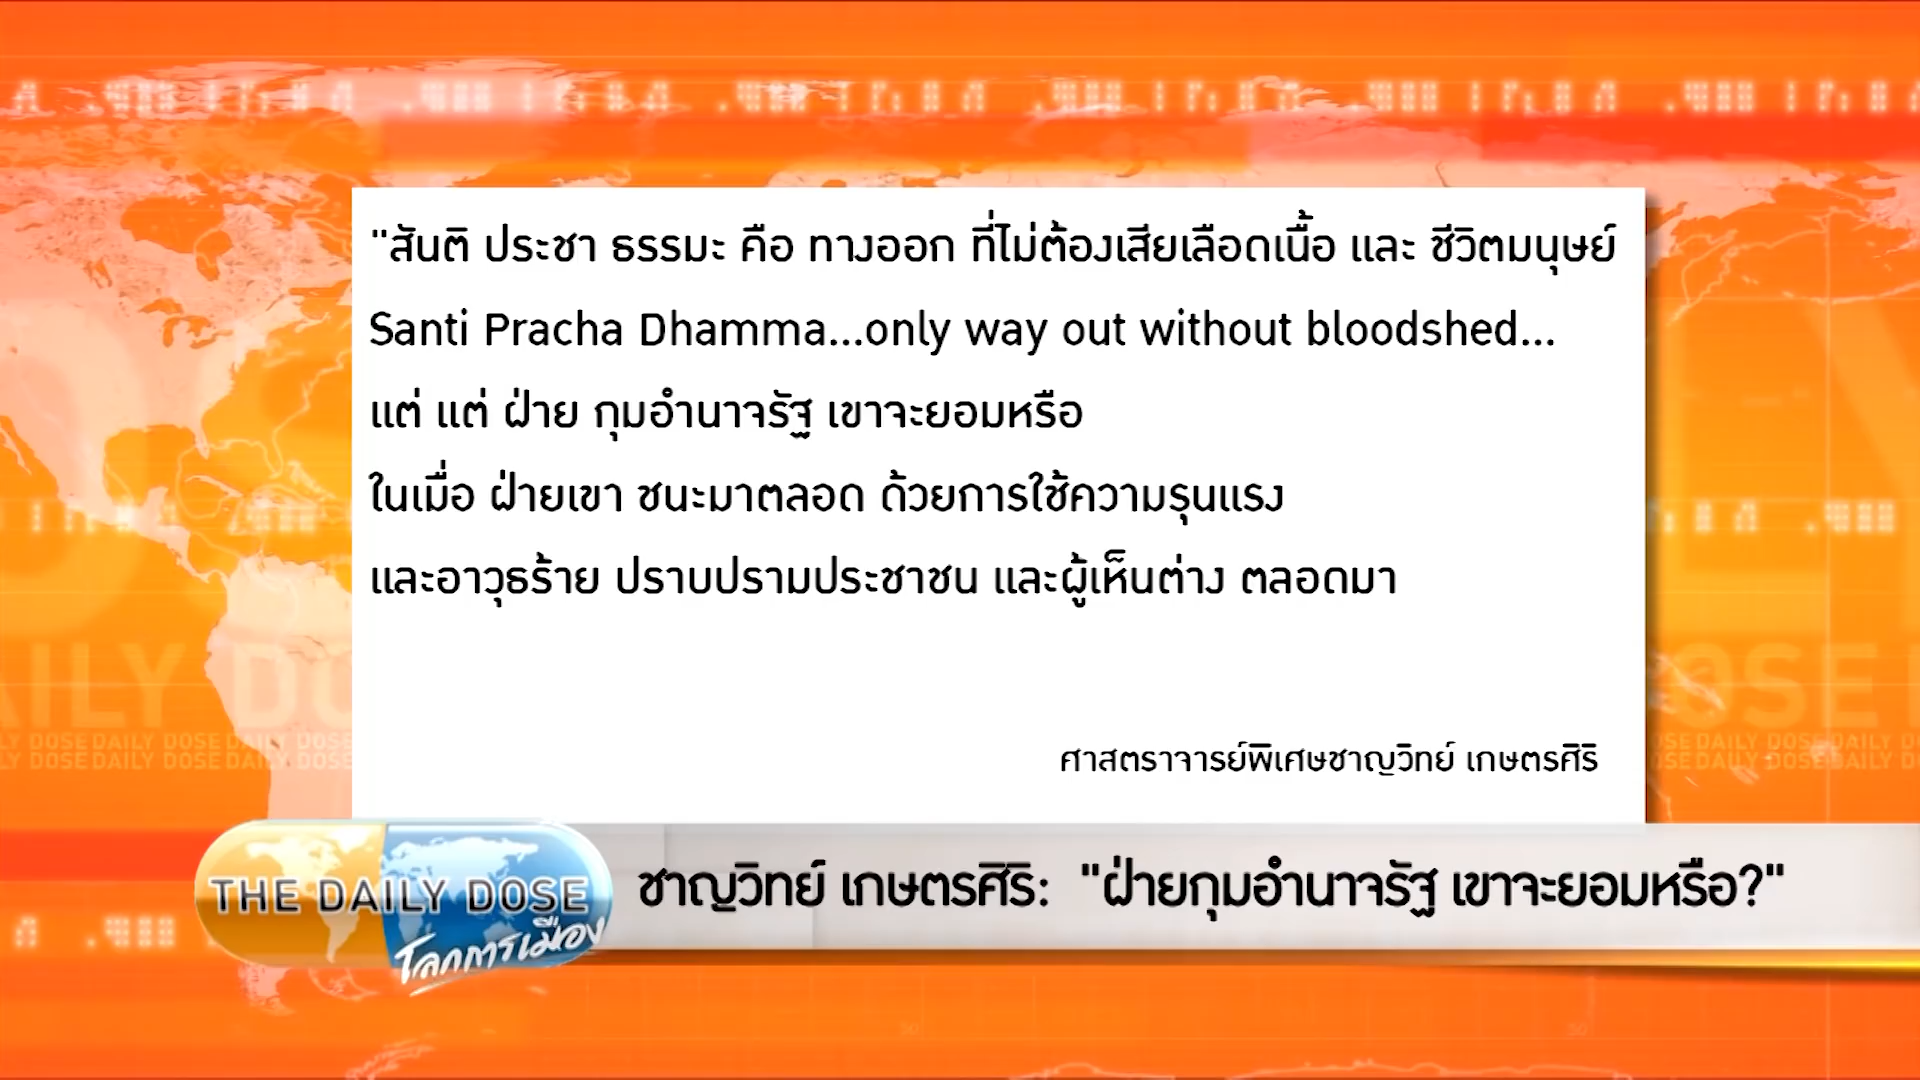 "สันติ ประชา ธรรมะ คือ ทางออก ที่ไม่ต้องเสียเลือดเนื้อ และ ชีวิตมนุษย์
Santi Pracha Dhamma...only way out without bloodshed...
แต่ แต่ ฝ่าย กุมอำนาจรัฐ เขาจะยอมหรือ
ในเมื่อ ฝ่ายเขา ชนะมาตลอด ด้วยการใช้ความรุนแรง
และอาวุธร้าย ปราบปรามประชาชน และผู้เห็นต่าง ตลอดมา
ศาสตราจารย์พิเศษชาญวิทย์ เกษตรศิริ
THE DAILY DOSE
โลกการเมือง
ชาญวิทย์ เกษตรศิริ: "ฝ่ายกุมอำนาจรัฐ เขาจะยอมหรือ?"